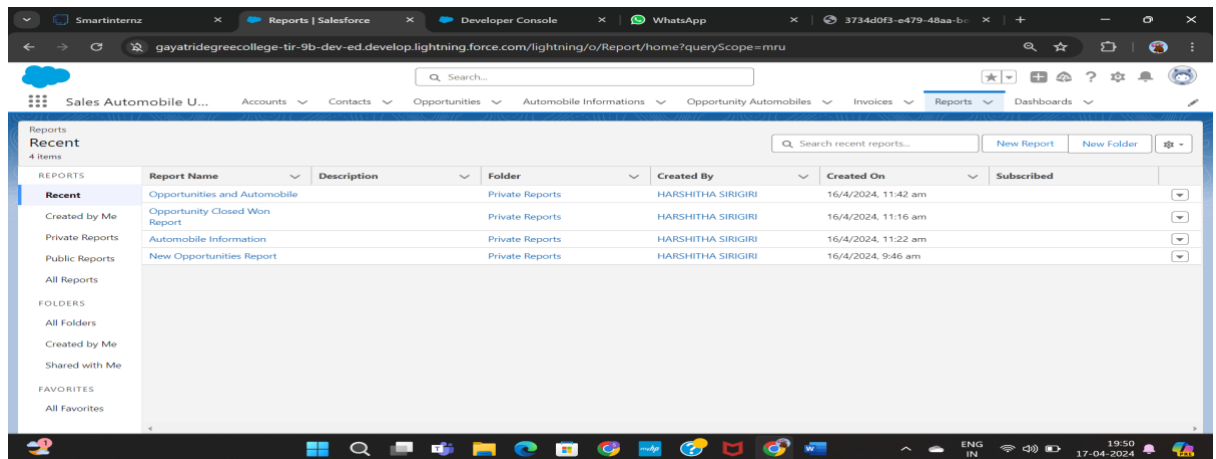 Smartinternz
Reports | Salesforce
Developer Console
WhatsApp
3734d0f3-e479-48aa-b
gayatridegreecollege-tir-9b-dev-ed.develop.lightning.force.com/lightning/o/Report/home?queryScope=mru
Search...
Sales Automobile U... Accounts Contacts Opportunities Automobile Informations Opportunity Automobiles Invoices Reports Dashboards
Reports
Recent
4 items
Search recent reports...
New Report New Folder
REPORTS
Recent
Created by Me
Private Reports
Public Reports
All Reports
FOLDERS
All Folders
Created by Me
Shared with Me
FAVORITES
All Favorites
Report Name Description Folder Created By Created On Subscribed
Opportunities and Automobile Private Reports HARSHITHA SIRIGIRI 16/4/2024, 11:42 am
Opportunity Closed Won
Report Private Reports HARSHITHA SIRIGIRI 16/4/2024, 11:16 am
Automobile Information Private Reports HARSHITHA SIRIGIRI 16/4/2024, 11:22 am
New Opportunities Report Private Reports HARSHITHA SIRIGIRI 16/4/2024, 9:46 am
1
ENG
IN
19:50
17-04-2024